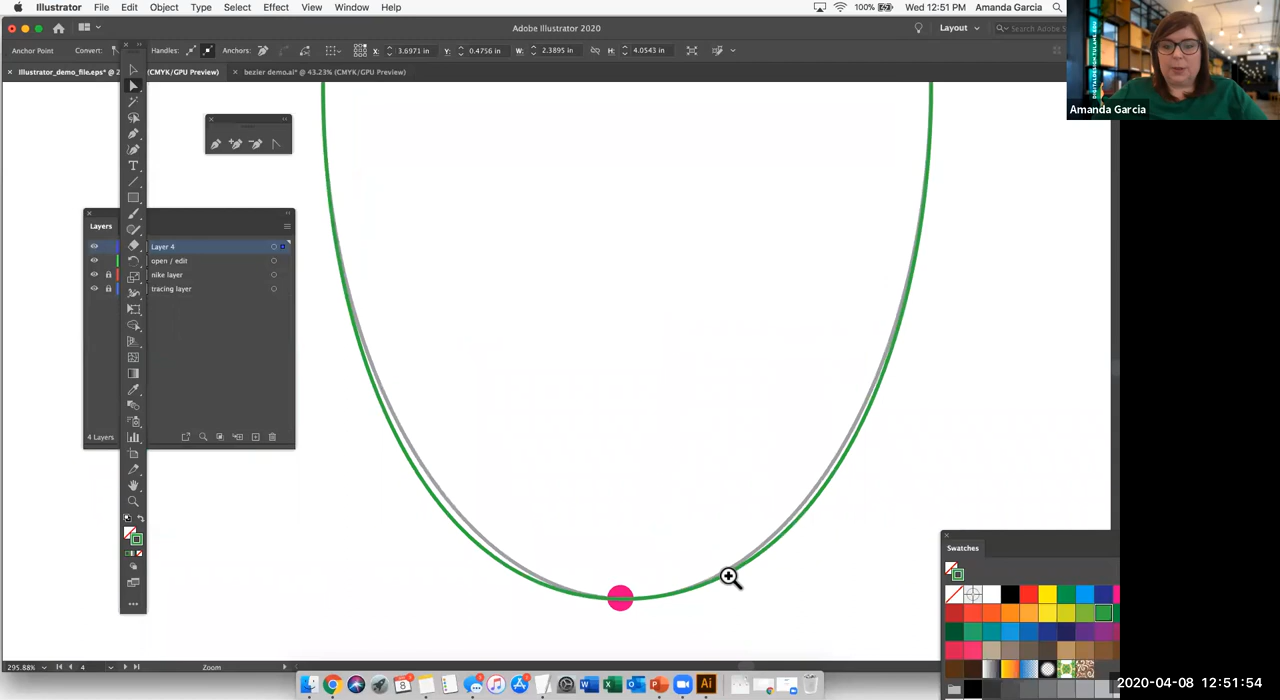 Illustrator File Edit Object Type Select Effect View Window Help 100% Wed 12:51 PM Amanda Garcia
Adobe Illustrator 2020 Layout Search Adobe
Anchor Point Convert: Handles: Anchors: X: 3.6971 in Y: 0.4756 in W: 2.3895 in H: 4.0543 in
Illustrator_demo_file.eps* @ 2 (CMYK/GPU Preview) bezier demo.ai* @ 43.23% (CMYK/GPU Preview)
Amanda Garcia
Layers
Layer 4
open / edit
nike layer
tracing layer
4 Layers
Swatches
295.88% 4 Zoom
2020-04-08 12:51:54